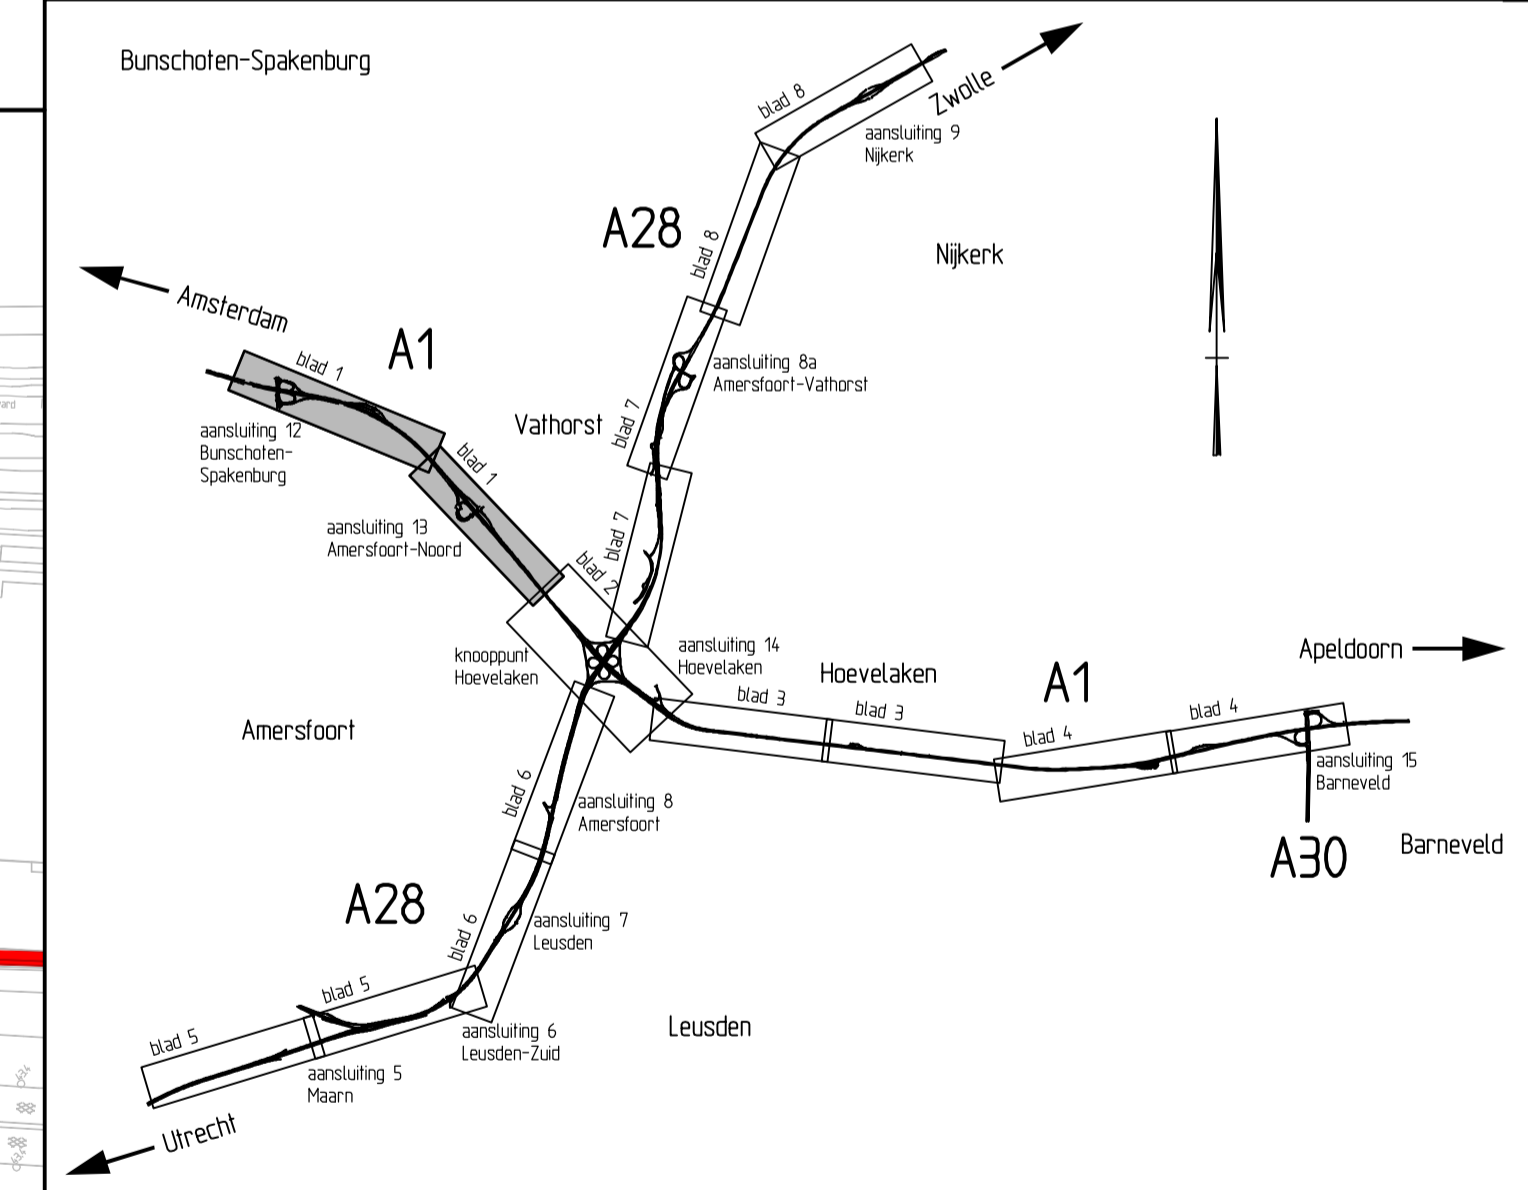 Bunschoten-Spakenburg
Zwolle
blad 8
aansluiting 9
Nijkerk
A28
blad 8
Nijkerk
Amsterdam
A1
blad 1
aansluiting 8a
Amersfoort-Vathorst
Vathorst
blad 7
aansluiting 12
Bunschoten-
Spakenburg
blad 1
aansluiting 13
Amersfoort-Noord
blad 7
blad 2
knooppunt
Hoevelaken
aansluiting 14
Hoevelaken
Hoevelaken
A1
Apeldoorn
blad 3
blad 3
blad 4
blad 4
Amersfoort
aansluiting 15
Barneveld
A30
Barneveld
blad 6
aansluiting 8
Amersfoort
A28
blad 6
aansluiting 7
Leusden
blad 5
blad 5
aansluiting 6
Leusden-Zuid
Leusden
aansluiting 5
Maarn
Utrecht